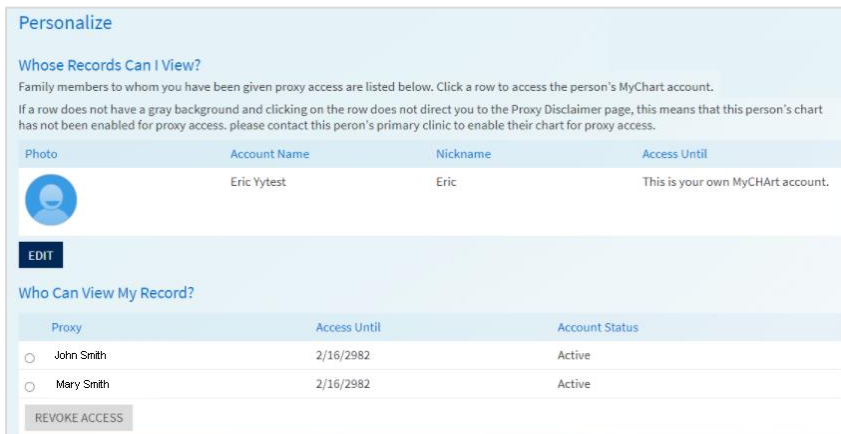 Personalize
Whose Records Can I View?
Family members to whom you have been given proxy access are listed below. Click a row to access the person's MyChart account.
If a row does not have a gray background and clicking on the row does not direct you to the Proxy Disclaimer page, this means that this person's chart
has not been enabled for proxy access. please contact this peron's primary clinic to enable their chart for proxy access.
Photo Account Name Nickname Access Until
Eric Yytest Eric This is your own MyCHArt account.
EDIT
Who Can View My Record?
Proxy Access Until Account Status
John Smith 2/16/2982 Active
Mary Smith 2/16/2982 Active
REVOKE ACCESS